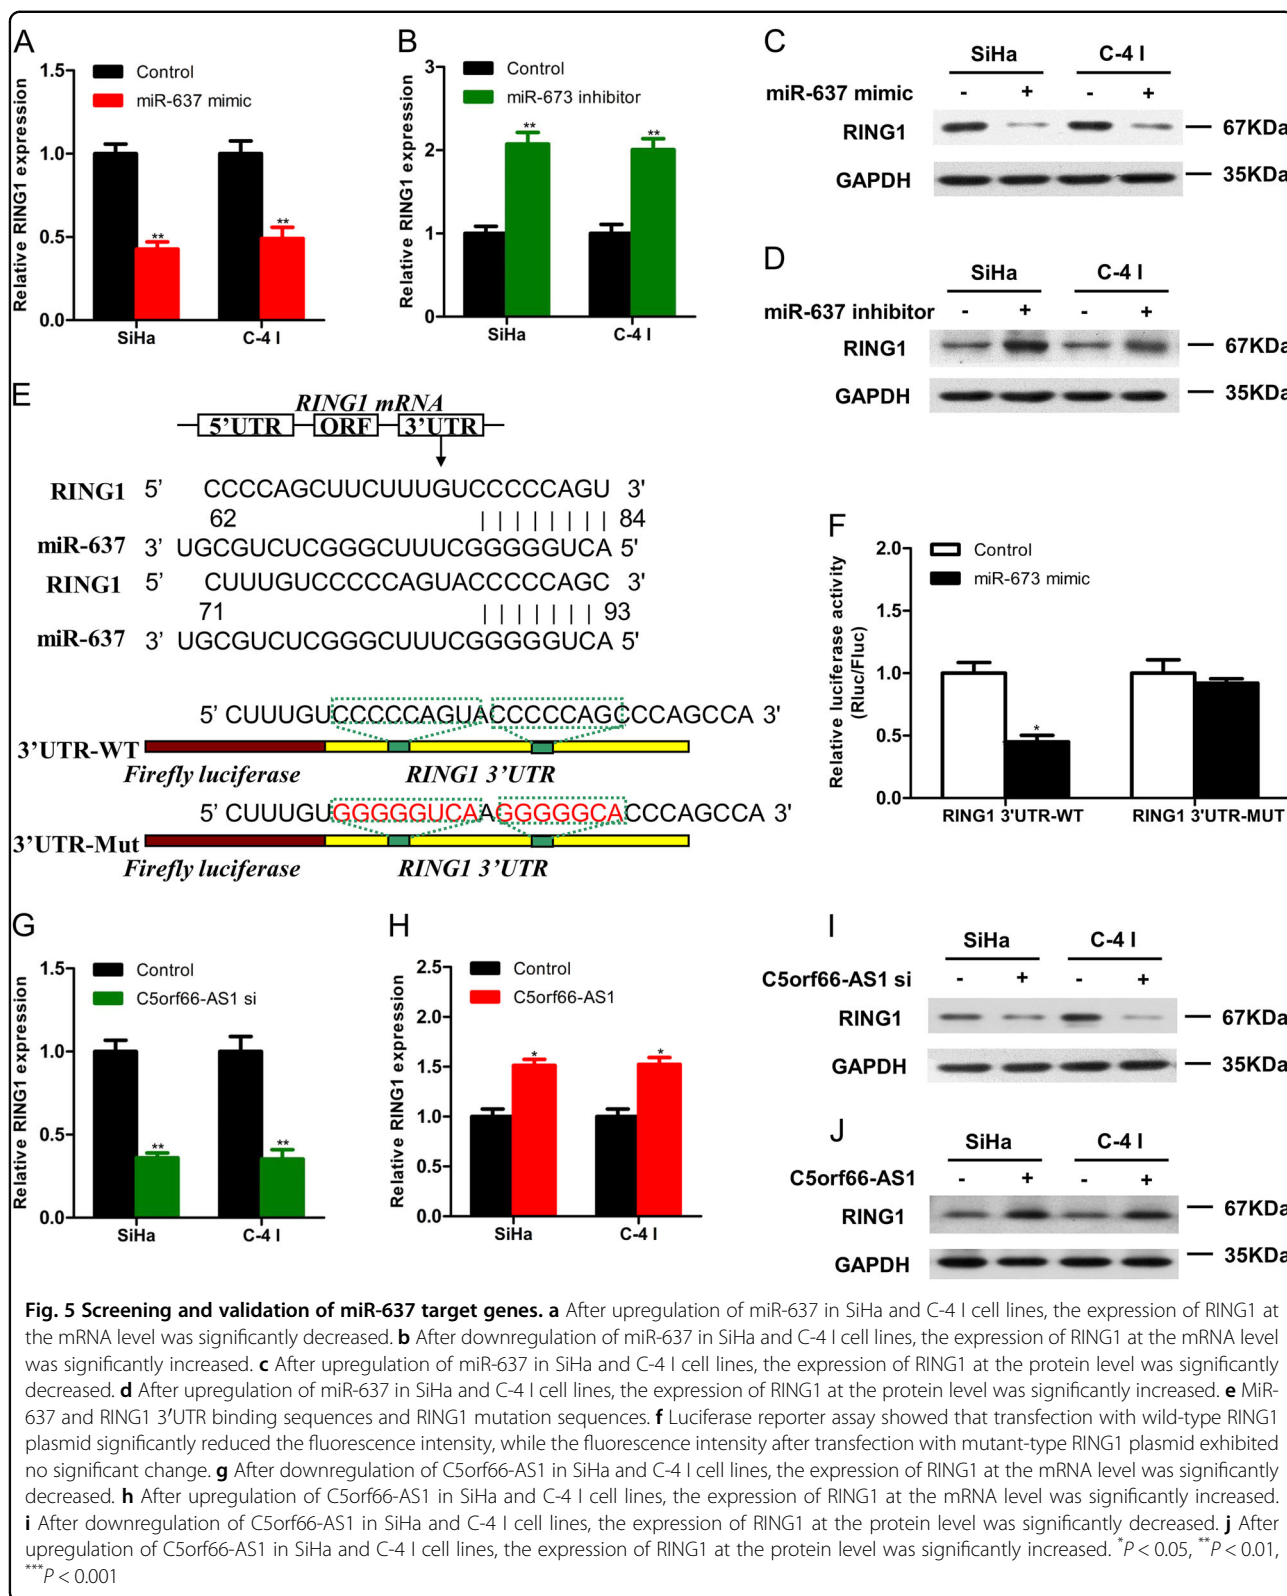 A
Relative RING1 expression
1.5
1.0
0.5
0.0
Control
miR-637 mimic
**
**
SiHa
C-4 I
B
Relative RING1 expression
3
2
1
0
Control
miR-673 inhibitor
**
**
SiHa
C-4 I
C
SiHa
C-4 I
miR-637 mimic - + - +
RING1
67KDa
GAPDH
35KDa
D
SiHa
C-4 I
miR-637 inhibitor - + - +
RING1
67KDa
GAPDH
35KDa
E
RING1 mRNA
5'UTR ORF 3'UTR
RING1 5' CCCCAGCUUCUUUGUCCCCCAGU 3'
62 | | | | | | | | 84
miR-637 3' UGCGUCUCGGGCUUUCGGGGGUCA 5'
RING1 5' CUUUGUCCCCCAGUACCCCCAGC 3'
71 | | | | | | | 93
miR-637 3' UGCGUCUCGGGCUUUCGGGGGUCA 5'
5' CUUUGUCCCCCAGUACCCCCAGCCCAGCCA 3'
3'UTR-WT
Firefly luciferase RING1 3'UTR
5' CUUUGUGGGGGUCAAGGGGGCACCCAGCCA 3'
3'UTR-Mut
Firefly luciferase RING1 3'UTR
F
Relative luciferase activity
(Rluc/Fluc)
2.0
1.5
1.0
0.5
0.0
Control
miR-673 mimic
*
RING1 3'UTR-WT
RING1 3'UTR-MUT
G
Relative RING1 expression
1.5
1.0
0.5
0.0
Control
C5orf66-AS1 si
**
**
SiHa
C-4 I
H
Relative RING1 expression
2.5
2.0
1.5
1.0
0.5
0.0
Control
C5orf66-AS1
*
*
SiHa
C-4 I
I
SiHa
C-4 I
C5orf66-AS1 si - + - +
RING1
67KDa
GAPDH
35KDa
J
SiHa
C-4 I
C5orf66-AS1 - + - +
RING1
67KDa
GAPDH
35KDa
Fig. 5 Screening and validation of miR-637 target genes. a After upregulation of miR-637 in SiHa and C-4 I cell lines, the expression of RING1 at
the mRNA level was significantly decreased. b After downregulation of miR-637 in SiHa and C-4 I cell lines, the expression of RING1 at the mRNA level
was significantly increased. c After upregulation of miR-637 in SiHa and C-4 I cell lines, the expression of RING1 at the protein level was significantly
decreased. d After upregulation of miR-637 in SiHa and C-4 I cell lines, the expression of RING1 at the protein level was significantly increased. e MiR-
637 and RING1 3′UTR binding sequences and RING1 mutation sequences. f Luciferase reporter assay showed that transfection with wild-type RING1
plasmid significantly reduced the fluorescence intensity, while the fluorescence intensity after transfection with mutant-type RING1 plasmid exhibited
no significant change. g After downregulation of C5orf66-AS1 in SiHa and C-4 I cell lines, the expression of RING1 at the mRNA level was significantly
decreased. h After upregulation of C5orf66-AS1 in SiHa and C-4 I cell lines, the expression of RING1 at the mRNA level was significantly increased.
i After downregulation of C5orf66-AS1 in SiHa and C-4 I cell lines, the expression of RING1 at the protein level was significantly decreased. j After
upregulation of C5orf66-AS1 in SiHa and C-4 I cell lines, the expression of RING1 at the protein level was significantly increased. *P < 0.05, **P < 0.01,
***P < 0.001